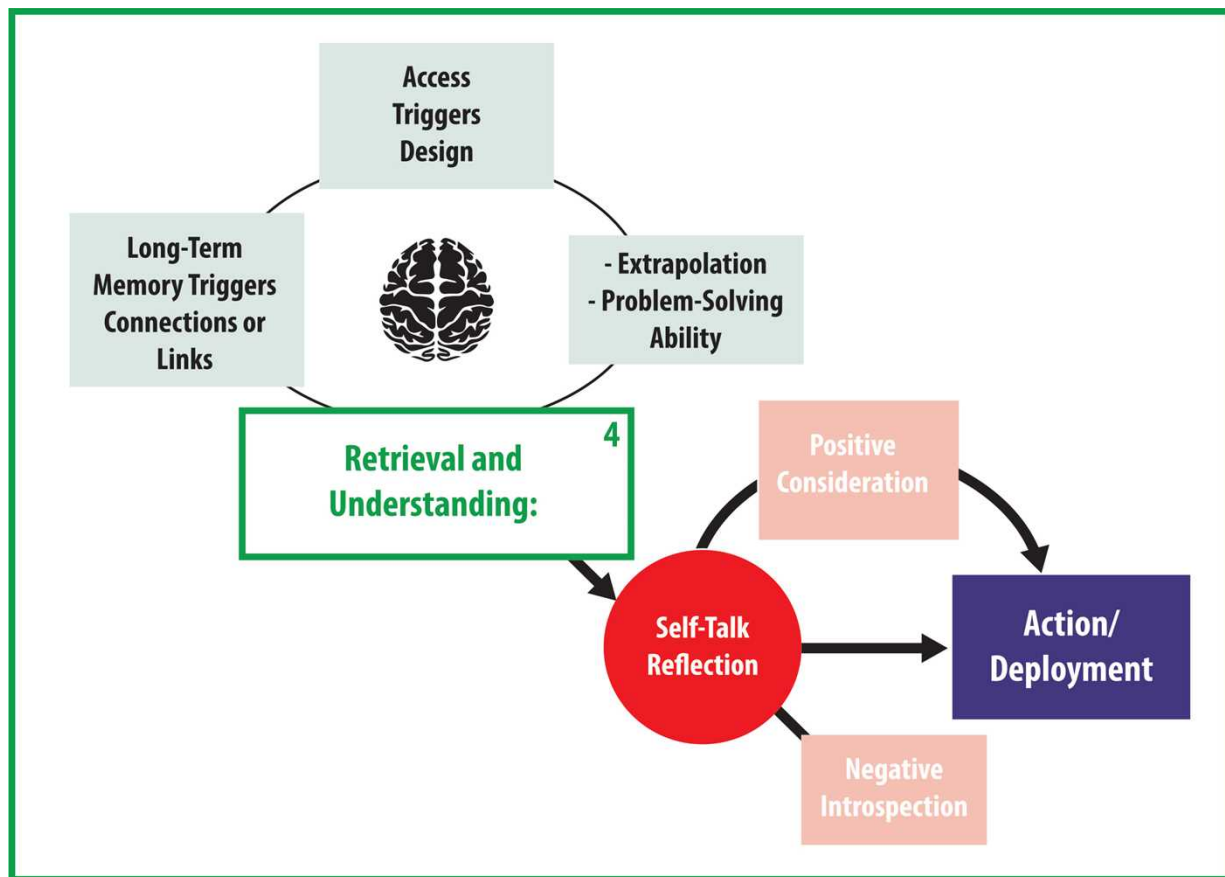 Access
Triggers
Design
Long-Term
Memory Triggers
Connections or
Links
- Extrapolation
- Problem-Solving
Ability
4
Retrieval and
Understanding:
Positive
Consideration
Self-Talk
Reflection
Action/
Deployment
Negative
Introspection